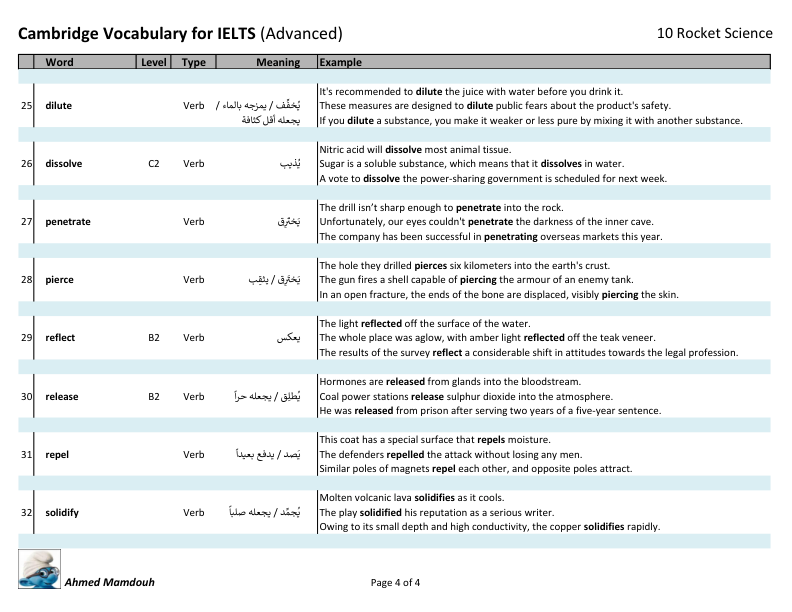 Cambridge Vocabulary for IELTS (Advanced) 10 Rocket Science
Word Level Type Meaning Example
It's recommended to dilute the juice with water before you drink it.
25 dilute Verb يُخفِّف / يمزجه بالماء /
These measures are designed to dilute public fears about the product's safety.
يجعله أقل كثافة
If you dilute a substance, you make it weaker or less pure by mixing it with another substance.
Nitric acid will dissolve most animal tissue.
26 dissolve C2 Verb يُذيب
Sugar is a soluble substance, which means that it dissolves in water.
A vote to dissolve the power-sharing government is scheduled for next week.
The drill isn't sharp enough to penetrate into the rock.
27 penetrate Verb يَخترِق
Unfortunately, our eyes couldn't penetrate the darkness of the inner cave.
The company has been successful in penetrating overseas markets this year.
The hole they drilled pierces six kilometers into the earth's crust.
28 pierce Verb يَخترِق / يثقِب
The gun fires a shell capable of piercing the armour of an enemy tank.
In an open fracture, the ends of the bone are displaced, visibly piercing the skin.
The light reflected off the surface of the water.
29 reflect B2 Verb يعكس
The whole place was aglow, with amber light reflected off the teak veneer.
The results of the survey reflect a considerable shift in attitudes towards the legal profession.
Hormones are released from glands into the bloodstream.
30 release B2 Verb يُطلِق / يجعله حراً
Coal power stations release sulphur dioxide into the atmosphere.
He was released from prison after serving two years of a five-year sentence.
This coat has a special surface that repels moisture.
31 repel Verb يَصد / يدفع بعيداً
The defenders repelled the attack without losing any men.
Similar poles of magnets repel each other, and opposite poles attract.
Molten volcanic lava solidifies as it cools.
32 solidify Verb يُجمِّد / يجعله صلباً
The play solidified his reputation as a serious writer.
Owing to its small depth and high conductivity, the copper solidifies rapidly.
Ahmed Mamdouh Page 4 of 4